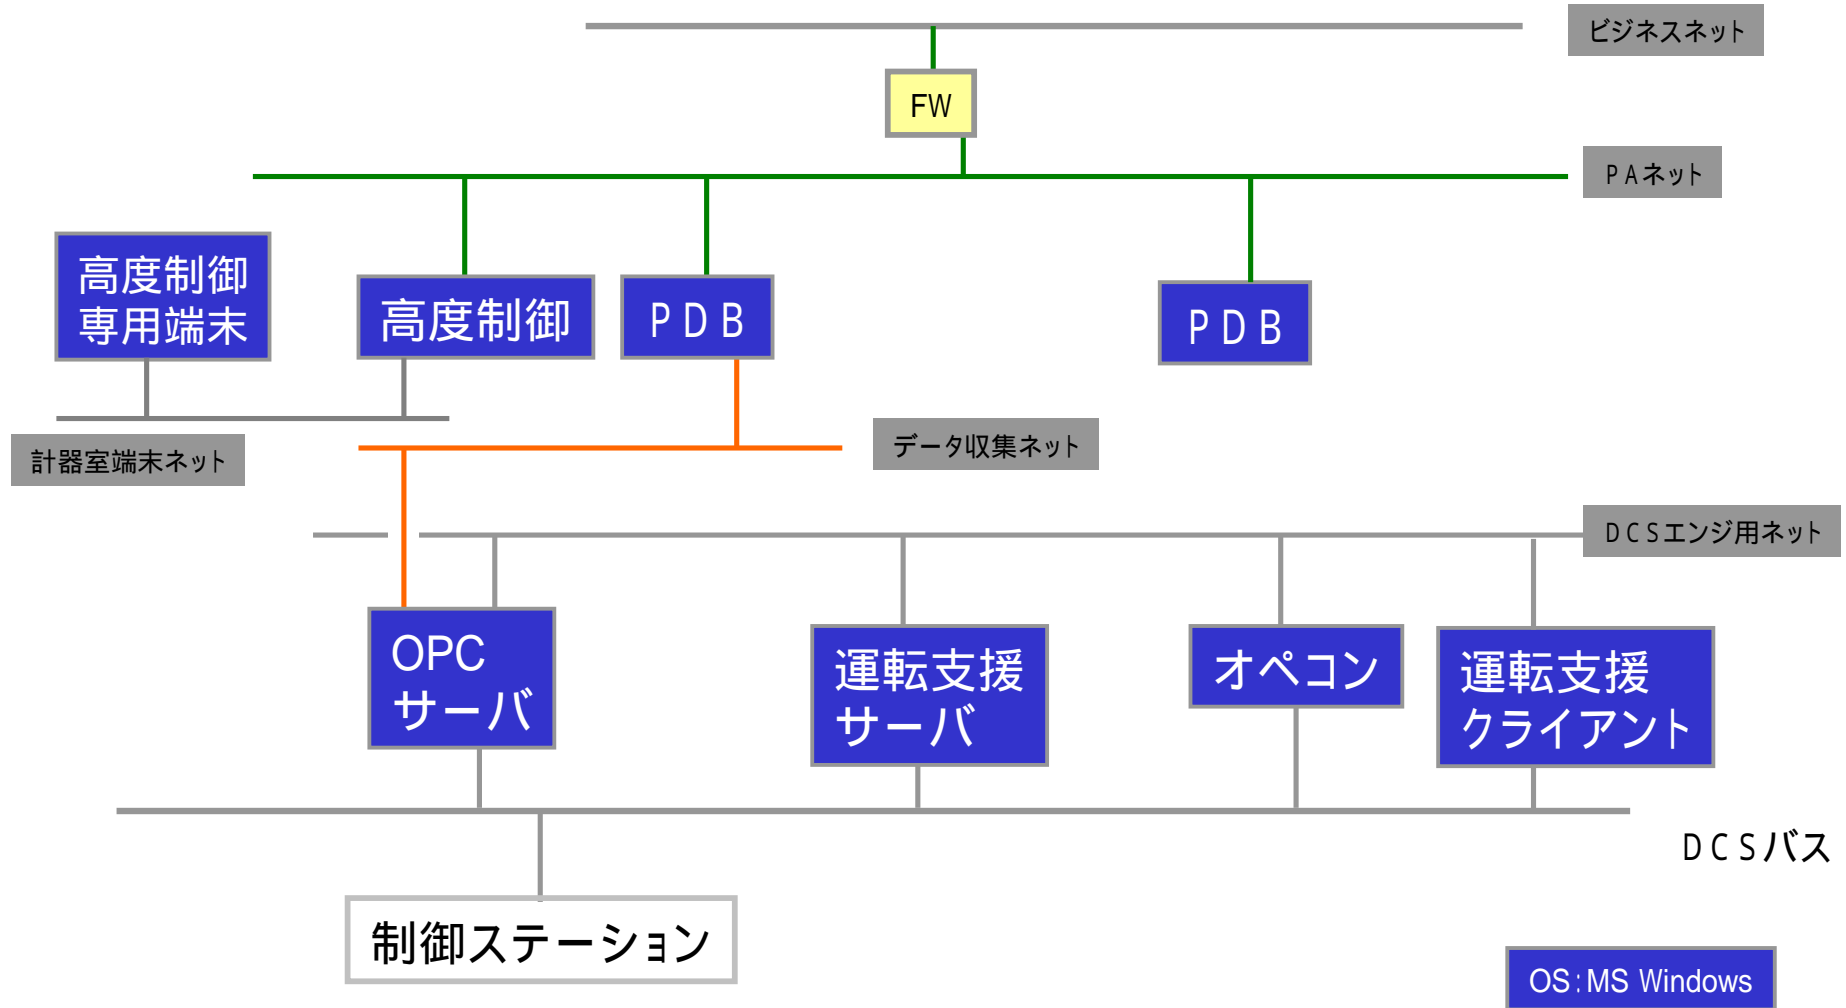 ビジネスネット
FW
ＰＡネット
高度制御
専用端末
高度制御
ＰＤＢ
ＰＤＢ
計器室端末ネット
データ収集ネット
ＤＣＳエンジ用ネット
OPC
サーバ
運転支援
サーバ
オペコン
運転支援
クライアント
ＤＣＳバス
制御ステーション
OS:MS Windows